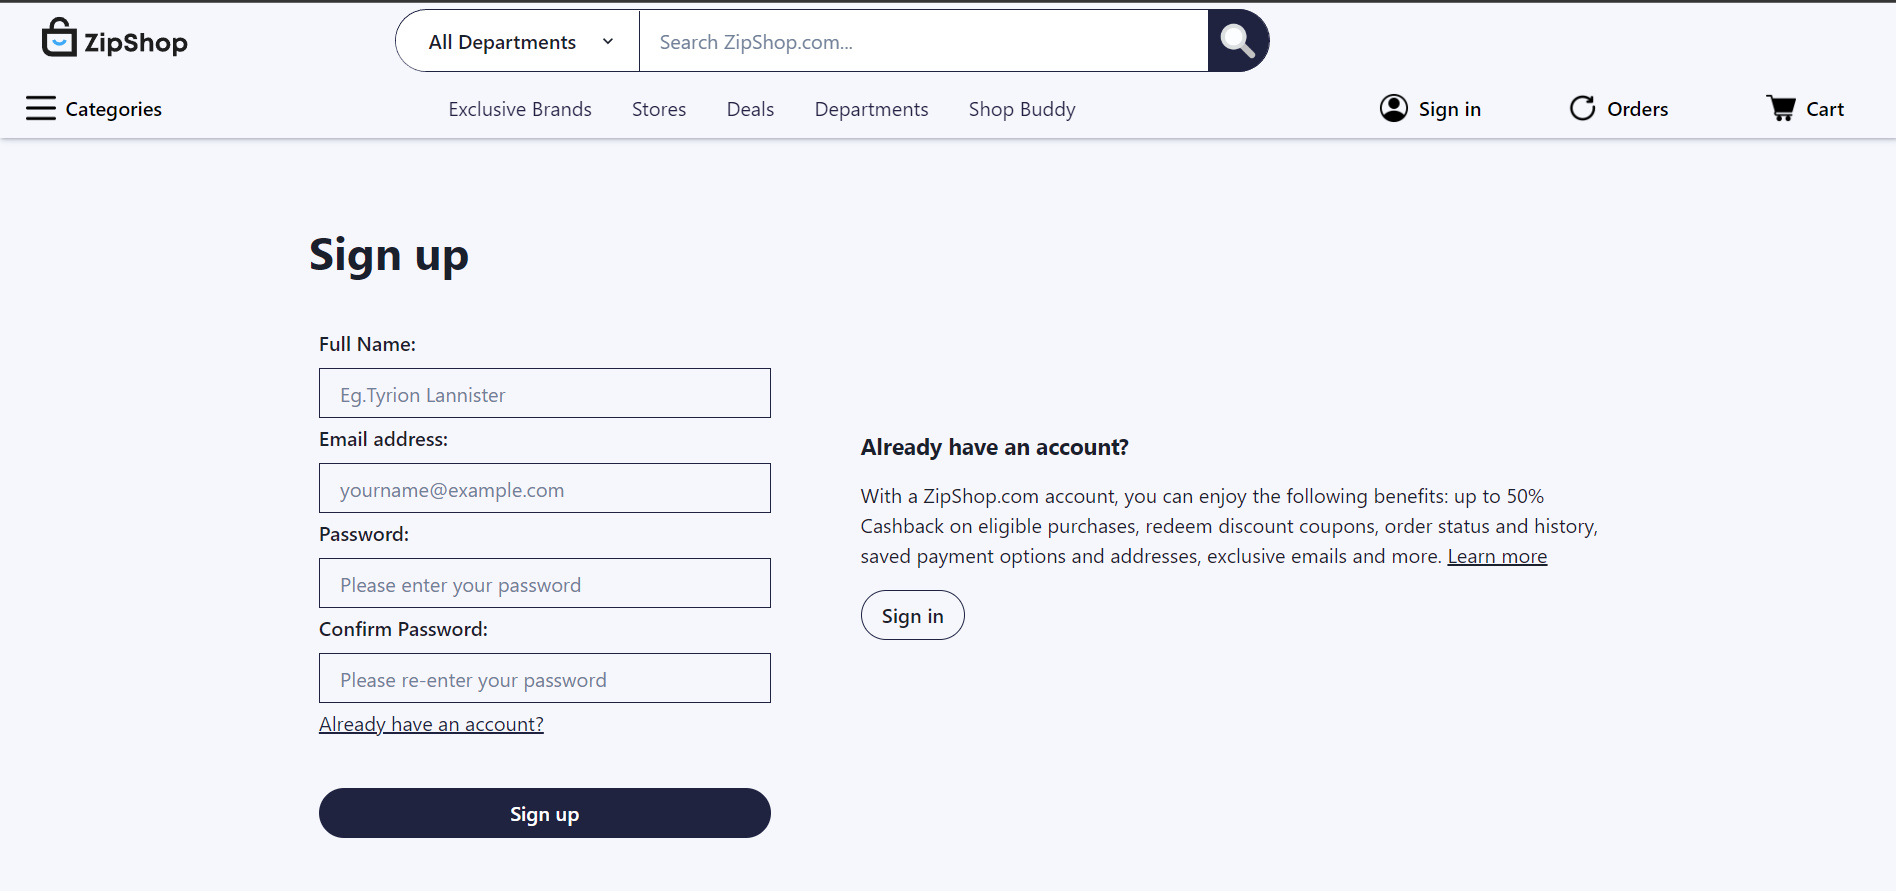 ZipShop
All Departments
Search ZipShop.com...
Categories
Exclusive Brands
Stores
Deals
Departments
Shop Buddy
Sign in
Orders
Cart
Sign up
Full Name:
Eg.Tyrion Lannister
Email address:
yourname@example.com
Password:
Please enter your password
Confirm Password:
Please re-enter your password
Already have an account?
Sign up
Already have an account?
With a ZipShop.com account, you can enjoy the following benefits: up to 50%
Cashback on eligible purchases, redeem discount coupons, order status and history,
saved payment options and addresses, exclusive emails and more. Learn more
Sign in